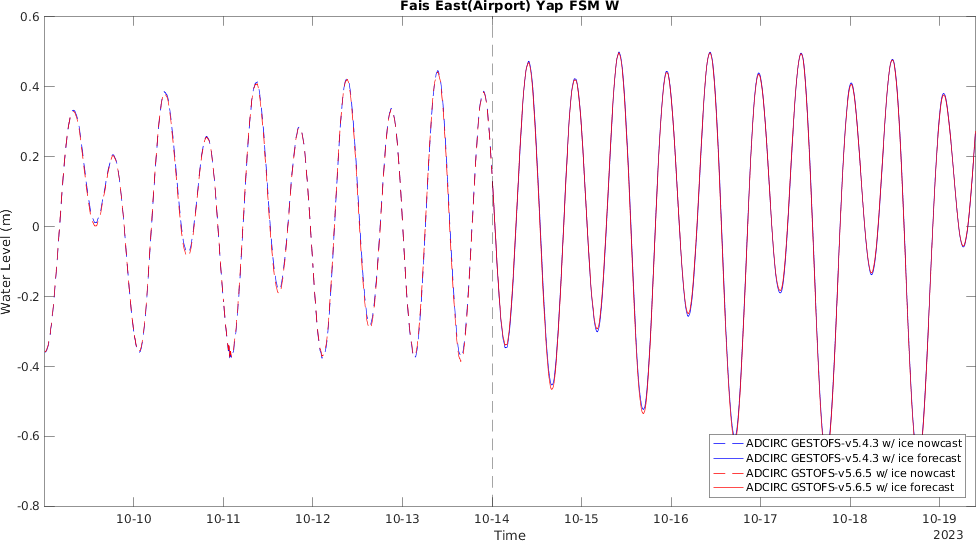 Fais East(Airport) Yap FSM W
Water Level (m)
0.6
0.4
0.2
0
-0.2
-0.4
-0.6
-0.8
ADCIRC GESTOFS-v5.4.3 w/ ice nowcast
ADCIRC GESTOFS-v5.4.3 w/ ice forecast
ADCIRC GSTOFS-v5.6.5 w/ ice nowcast
ADCIRC GSTOFS-v5.6.5 w/ ice forecast
10-10 10-11 10-12 10-13 10-14 10-15 10-16 10-17 10-18 10-19
Time
2023